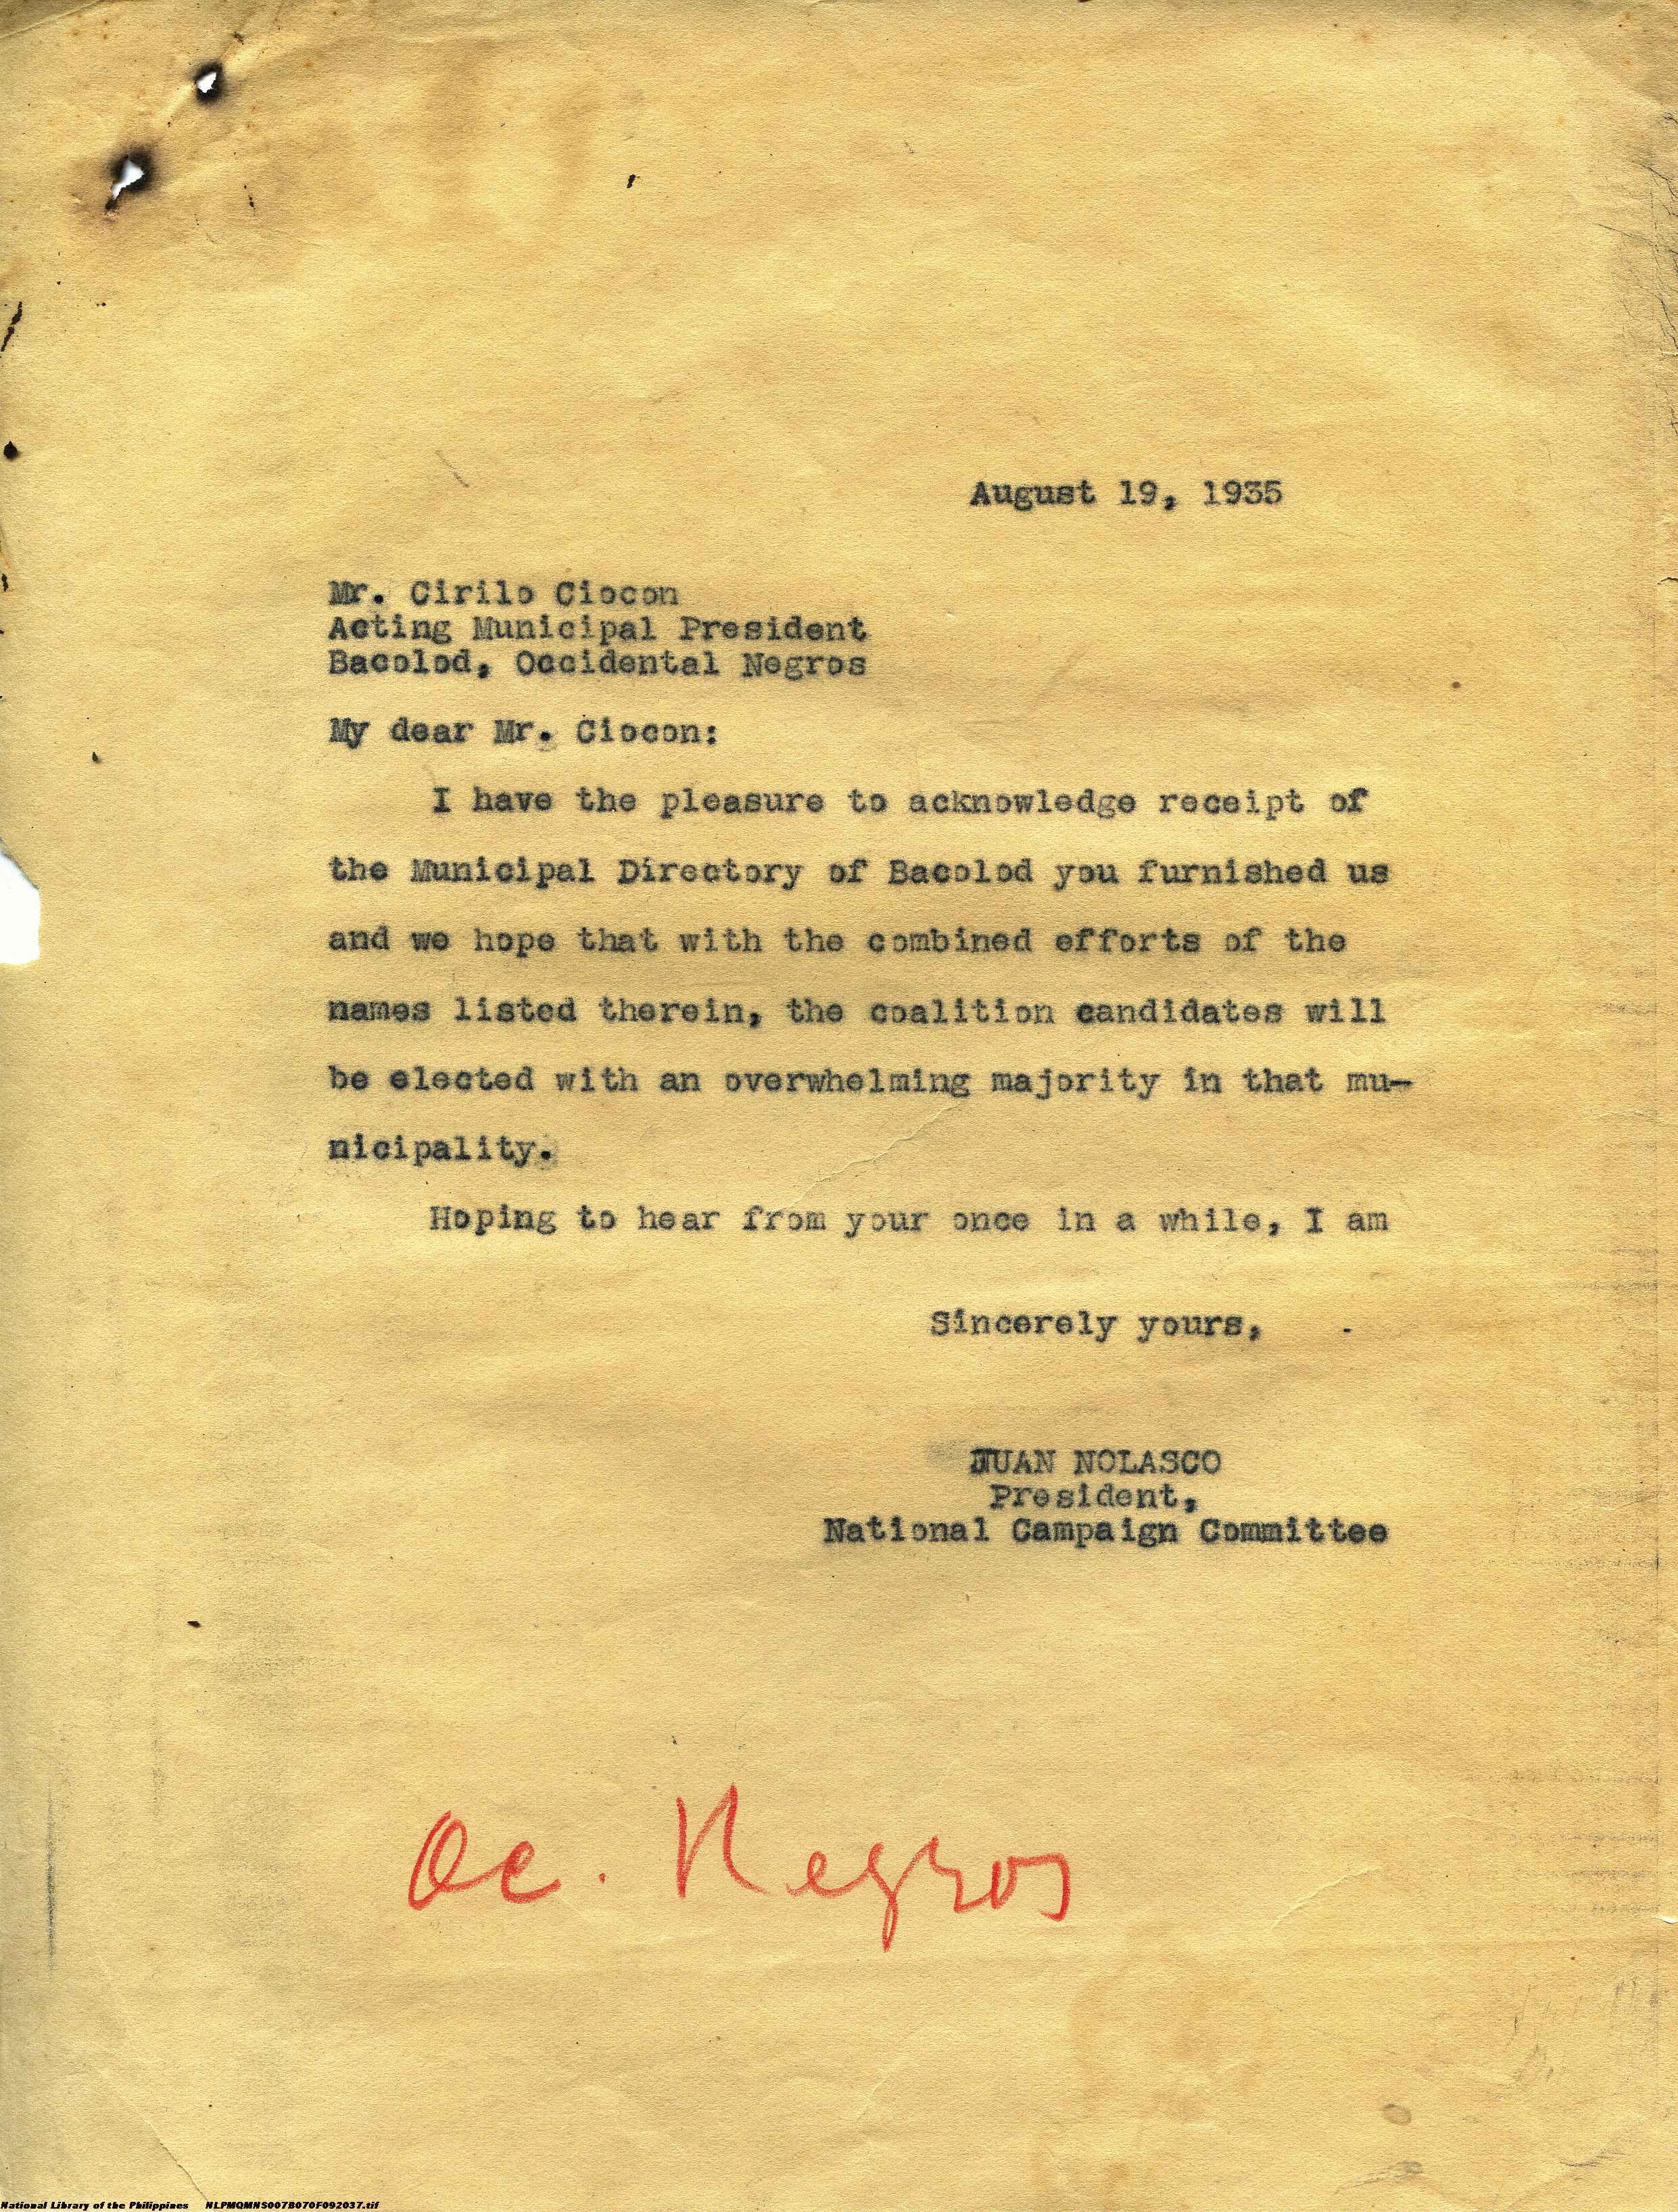 August 19, 1935
Mr. Cirilo Ciocon
Acting Municipal President
Bacolod, Occidental Negros
My dear Mr. Ciocon:
I have the pleasure to acknowledge receipt of
the Municipal Directory of Bacolod you furnished us
and we hope that with the combined efforts of the
names listed therein, the coalition candidates will
be elected with an overwhelming majority in that mu-
nicipality.
Hoping to hear from your once in a while, I am
Sincerely yours,
JUAN NOLASCO
President,
National Campaign Committee
Oc. Negros
National Library of the Philippines NLPMQMNS007B070F092037.tif